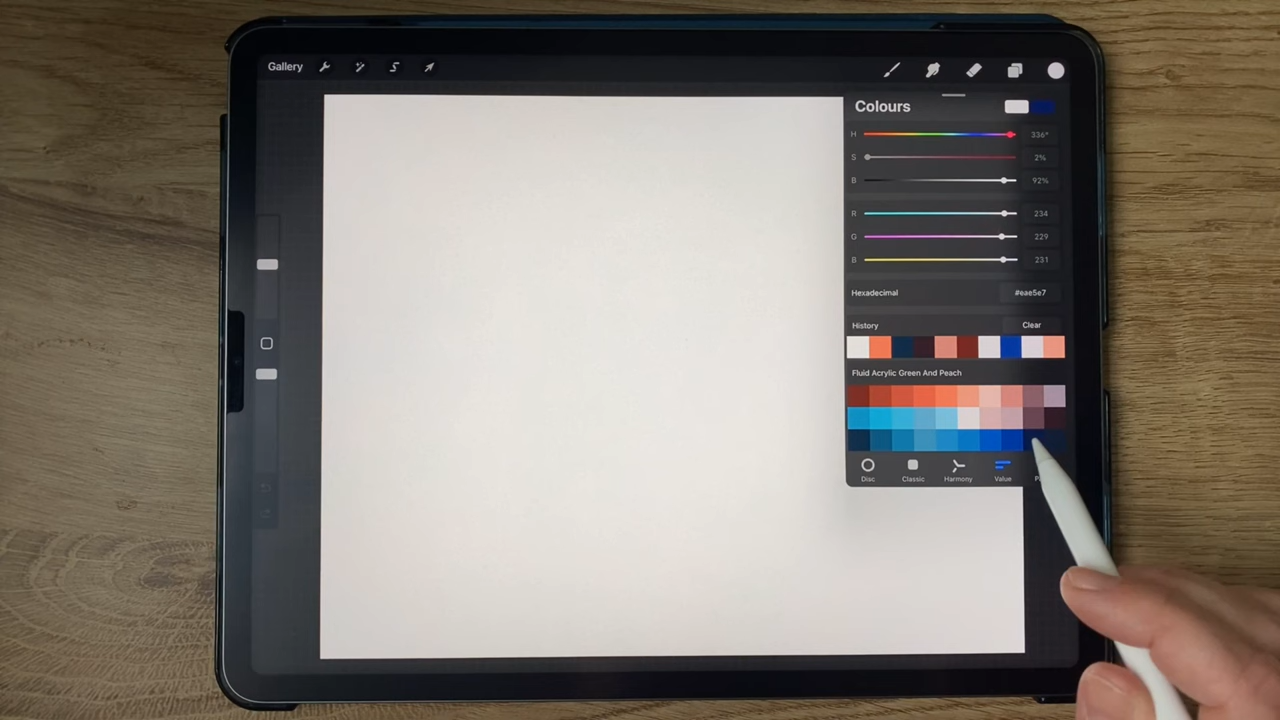 Gallery
Colours
H 336°
S 2%
B 92%
R 234
G 229
B 231
Hexadecimal #eae5e7
History Clear
Fluid Acrylic Green And Peach
Disc Classic Harmony Value